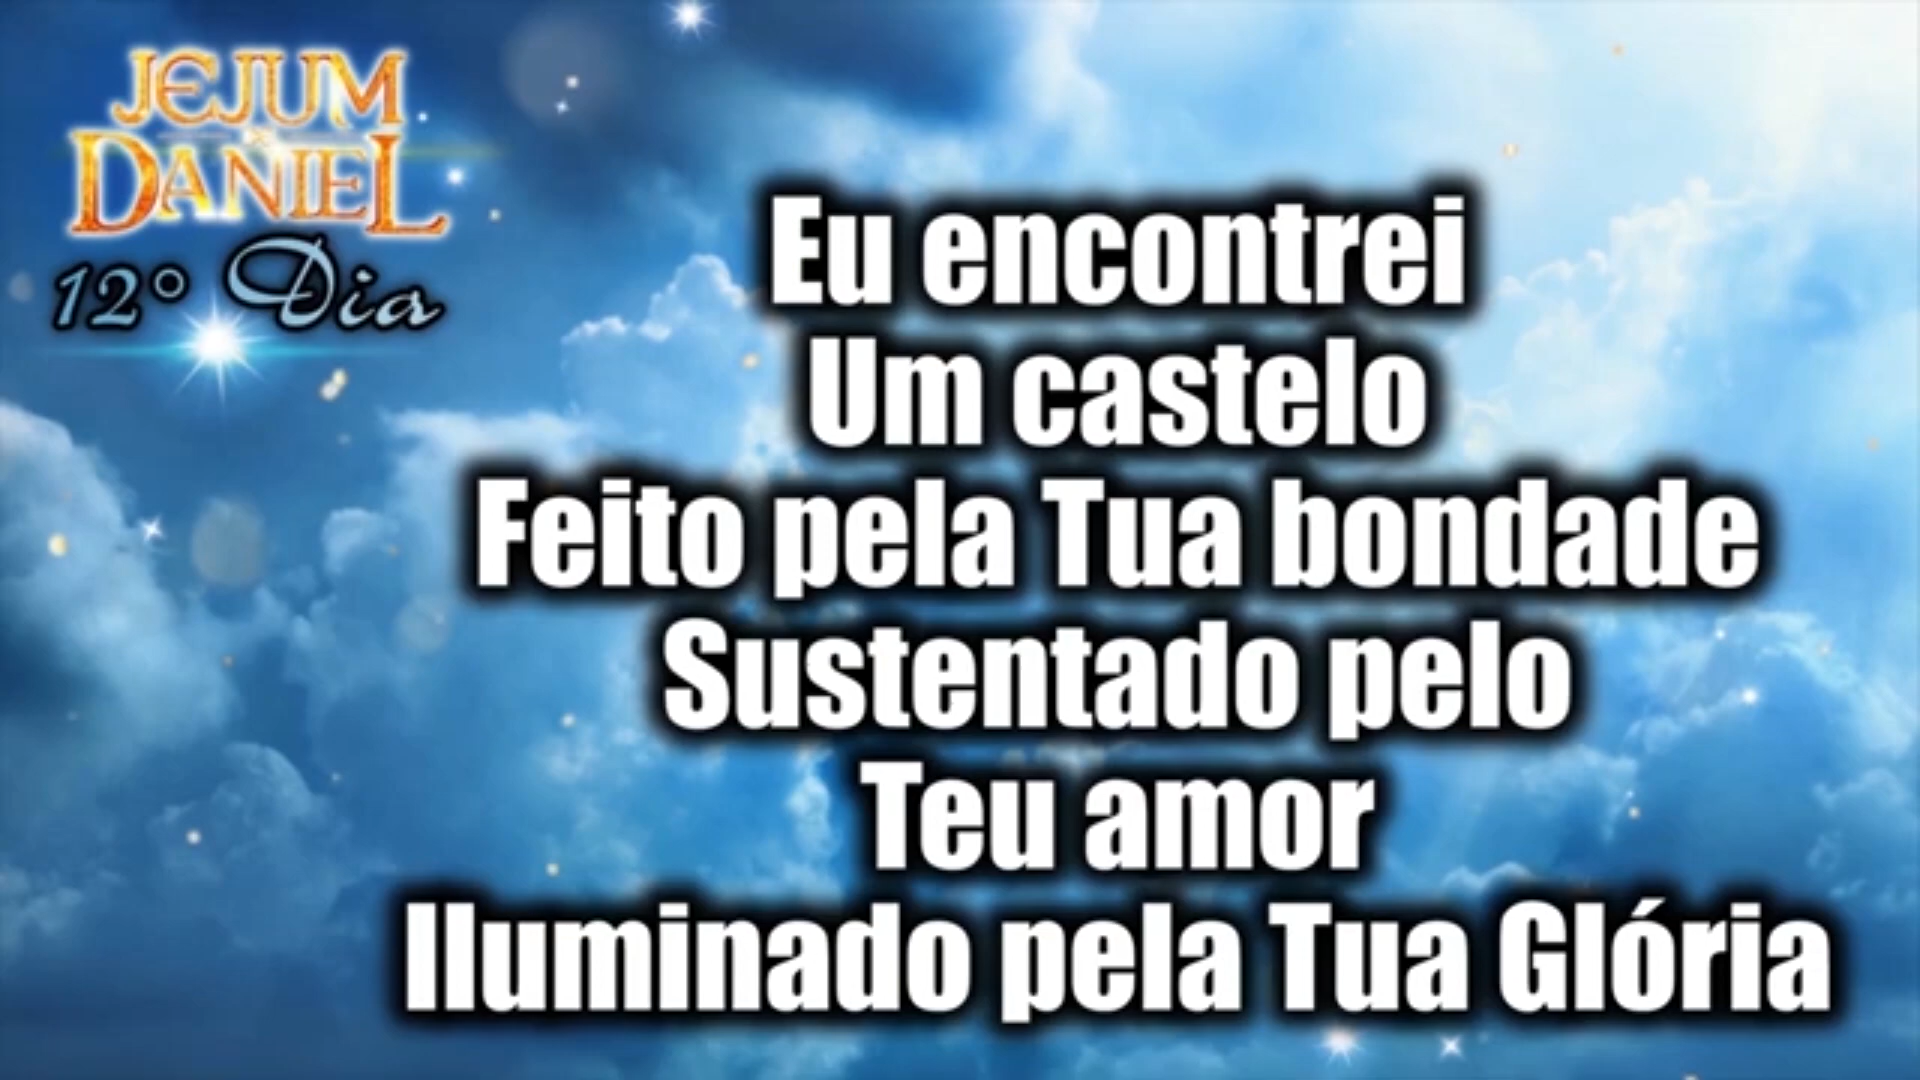 JEJUM
DE
DANIEL
12° Dia
Eu encontrei
Um castelo
Feito pela Tua bondade
Sustentado pelo
Teu amor
Iluminado pela Tua Glória